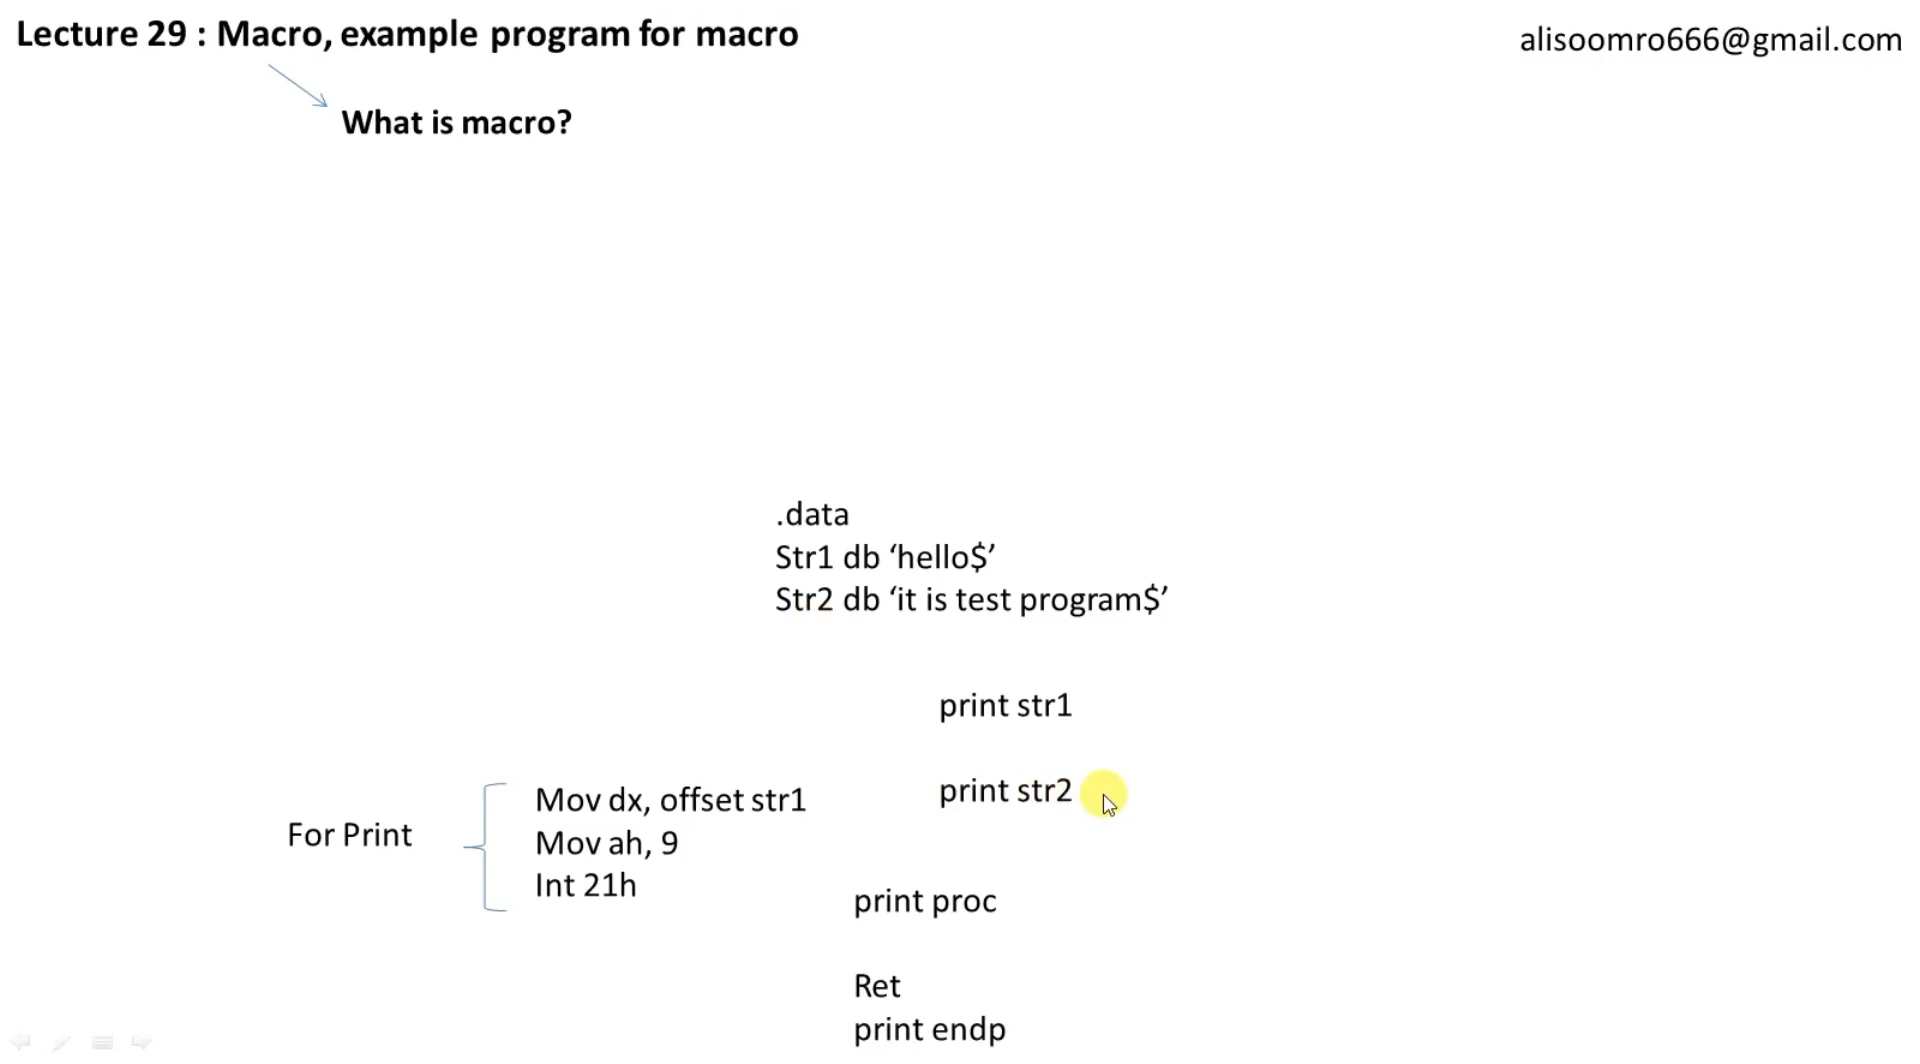 Lecture 29 : Macro, example program for macro
alisoomro666@gmail.com
What is macro?
.data
Str1 db ‘hello$’
Str2 db ‘it is test program$’
print str1
print str2
For Print
Mov dx, offset str1
Mov ah, 9
Int 21h
print proc
Ret
print endp